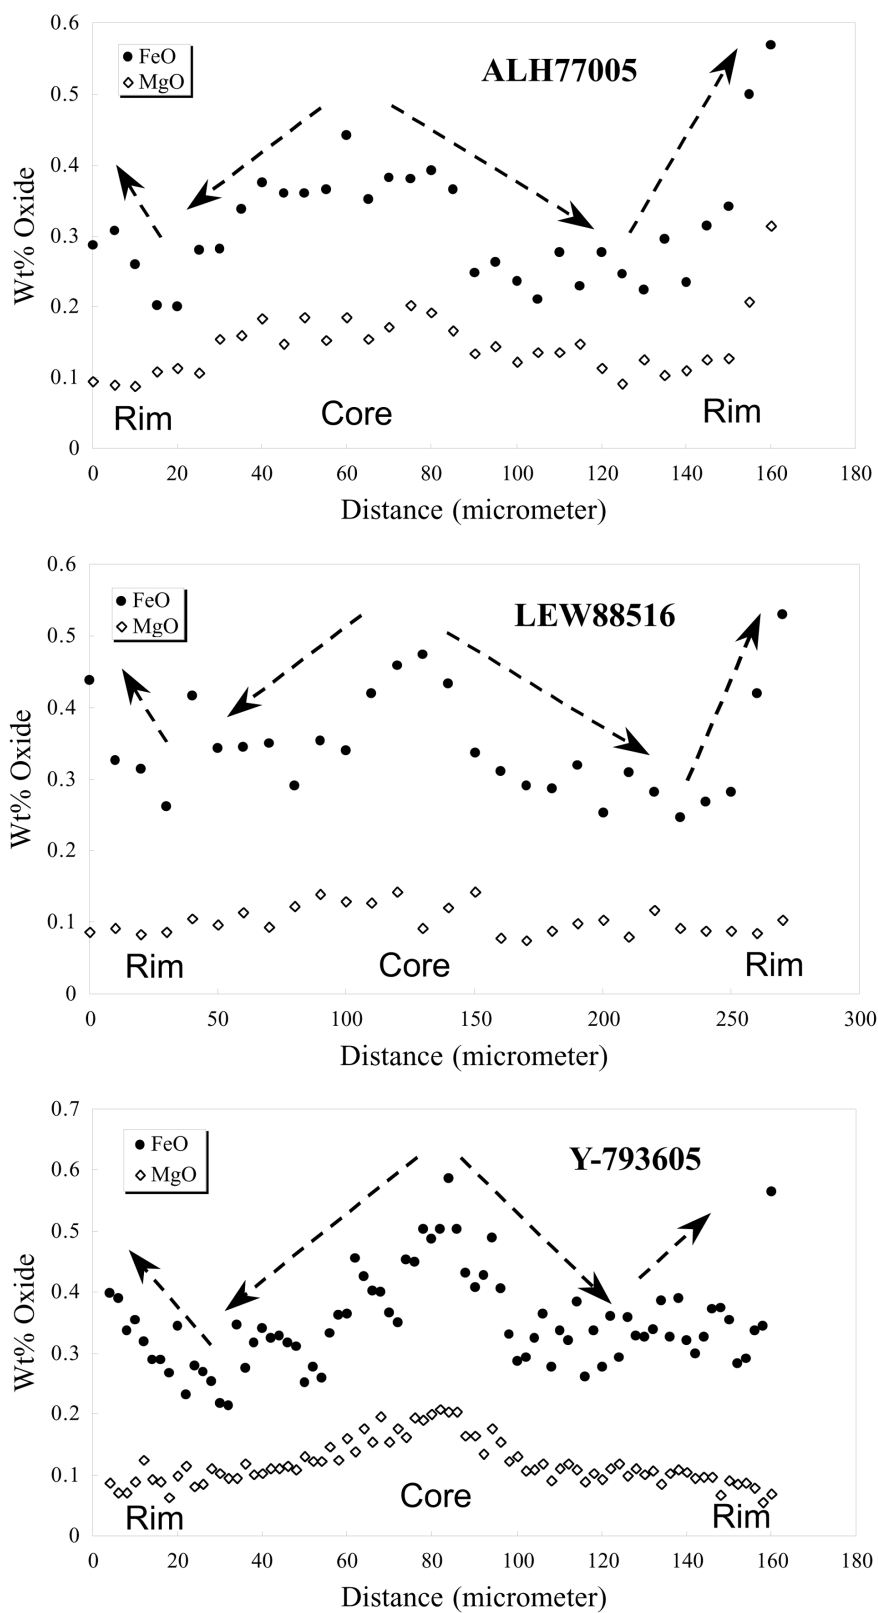 0.6
FeO
MgO
ALH77005
0.5
0.4
0.3
0.2
0.1
0
Wt% Oxide
Rim
Core
Rim
0 20 40 60 80 100 120 140 160 180
Distance (micrometer)
0.6
FeO
MgO
LEW88516
0.5
0.4
0.3
0.2
0.1
0
Wt% Oxide
Rim
Core
Rim
0 50 100 150 200 250 300
Distance (micrometer)
0.7
FeO
MgO
Y-793605
0.6
0.5
0.4
0.3
0.2
0.1
0
Wt% Oxide
Rim
Core
Rim
0 20 40 60 80 100 120 140 160 180
Distance (micrometer)